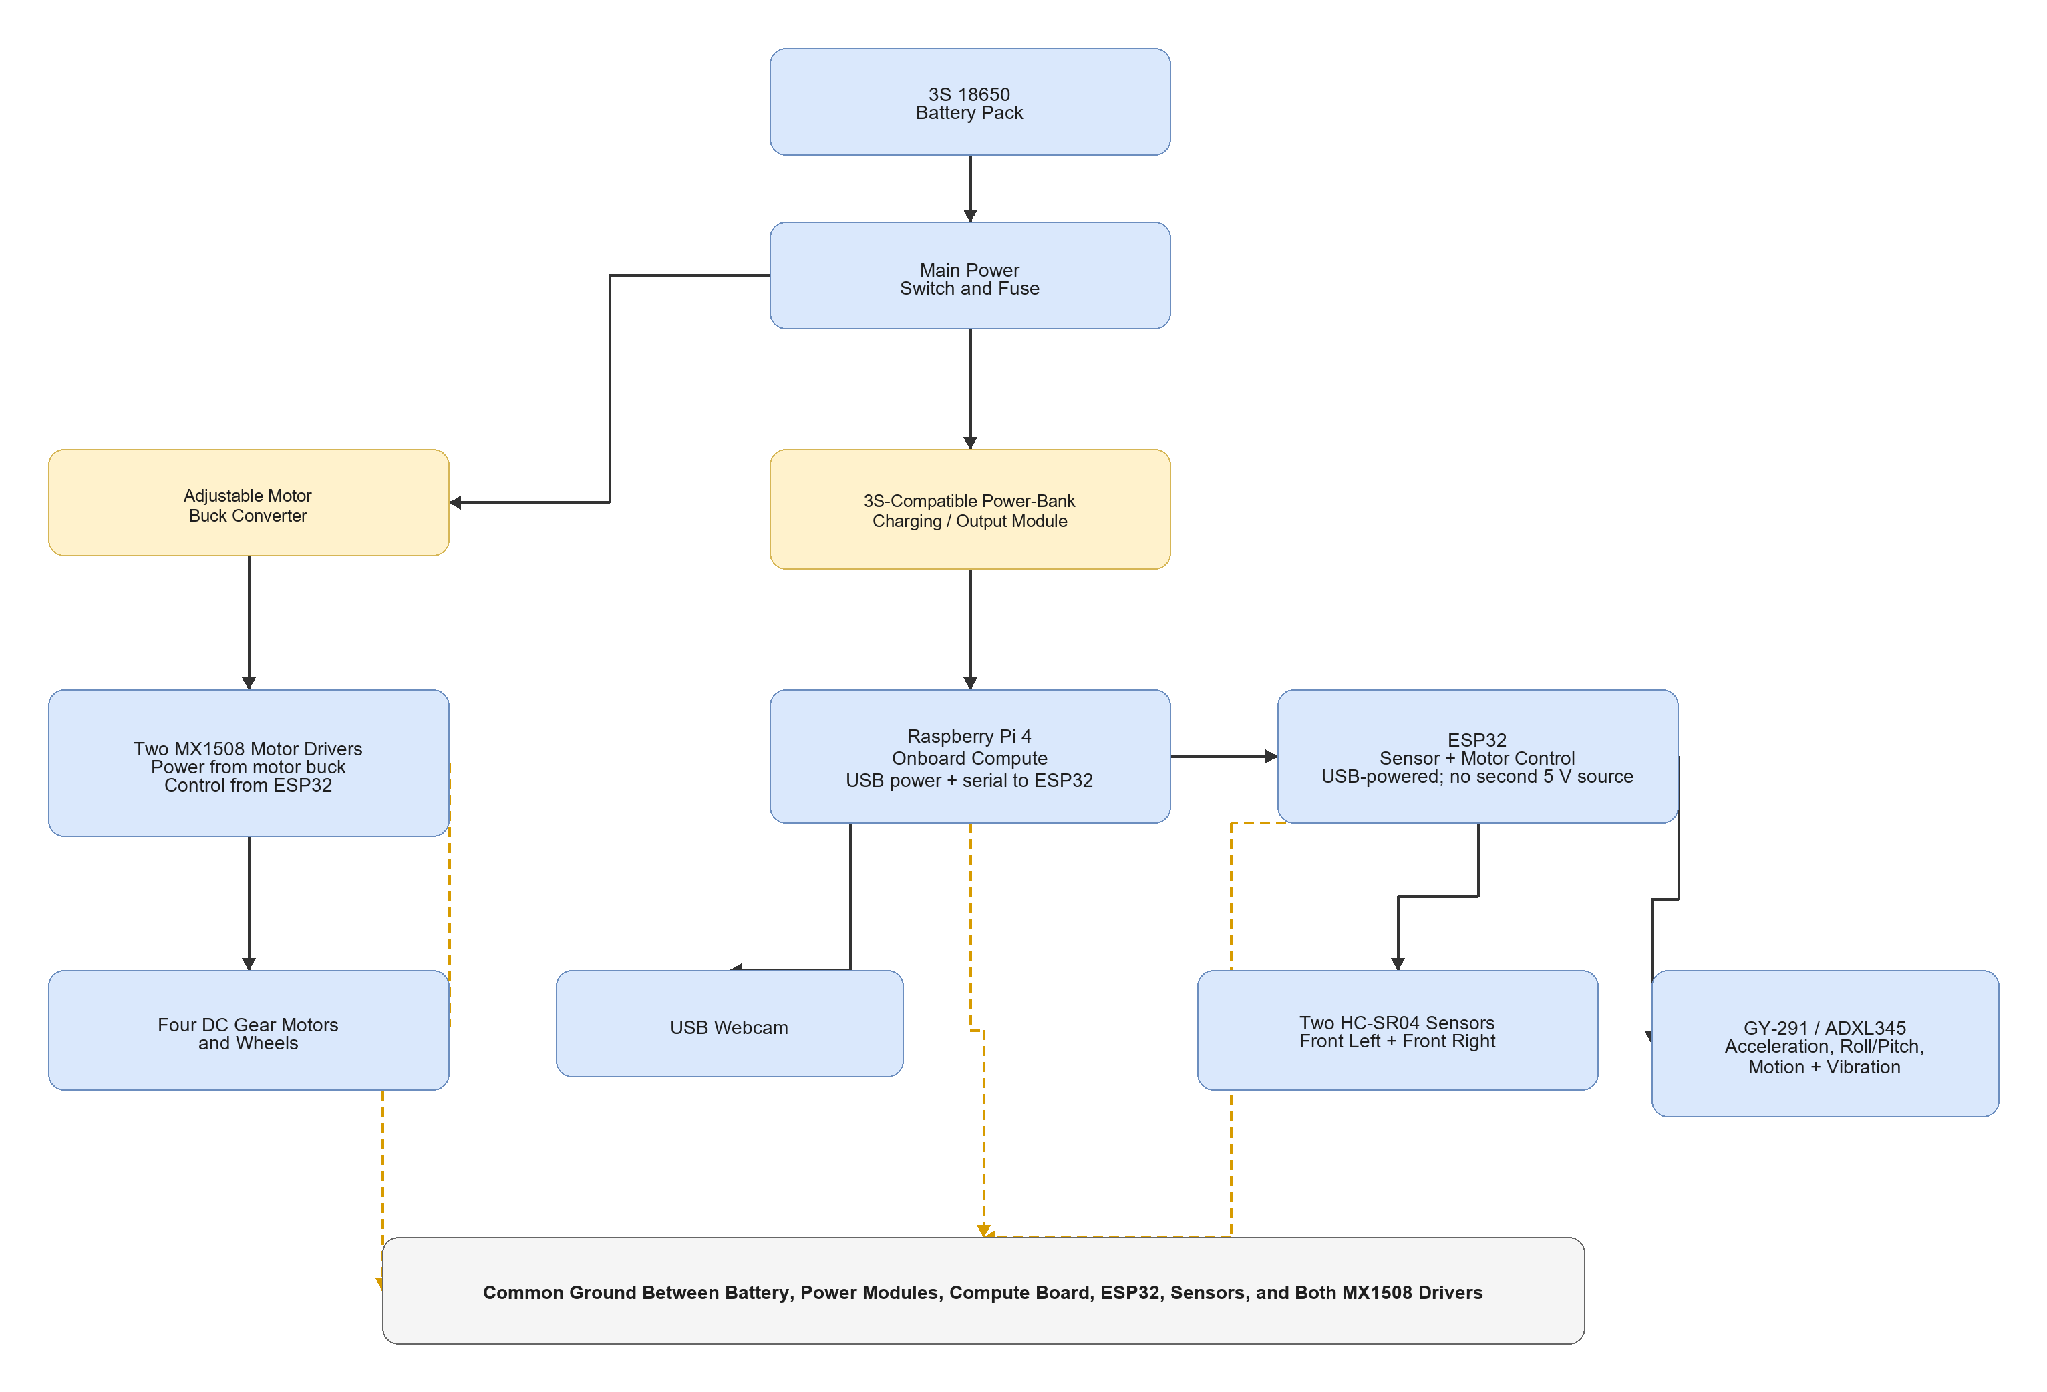 3S 18650
Battery Pack
Main Power
Switch and Fuse
Adjustable Motor
Buck Converter
3S-Compatible Power-Bank
Charging / Output Module
Two MX1508 Motor Drivers
Power from motor buck
Control from ESP32
Raspberry Pi 4
Onboard Compute
USB power + serial to ESP32
ESP32
Sensor + Motor Control
USB-powered; no second 5 V source
Four DC Gear Motors
and Wheels
USB Webcam
Two HC-SR04 Sensors
Front Left + Front Right
GY-291 / ADXL345
Acceleration, Roll/Pitch,
Motion + Vibration
Common Ground Between Battery, Power Modules, Compute Board, ESP32, Sensors, and Both MX1508 Drivers